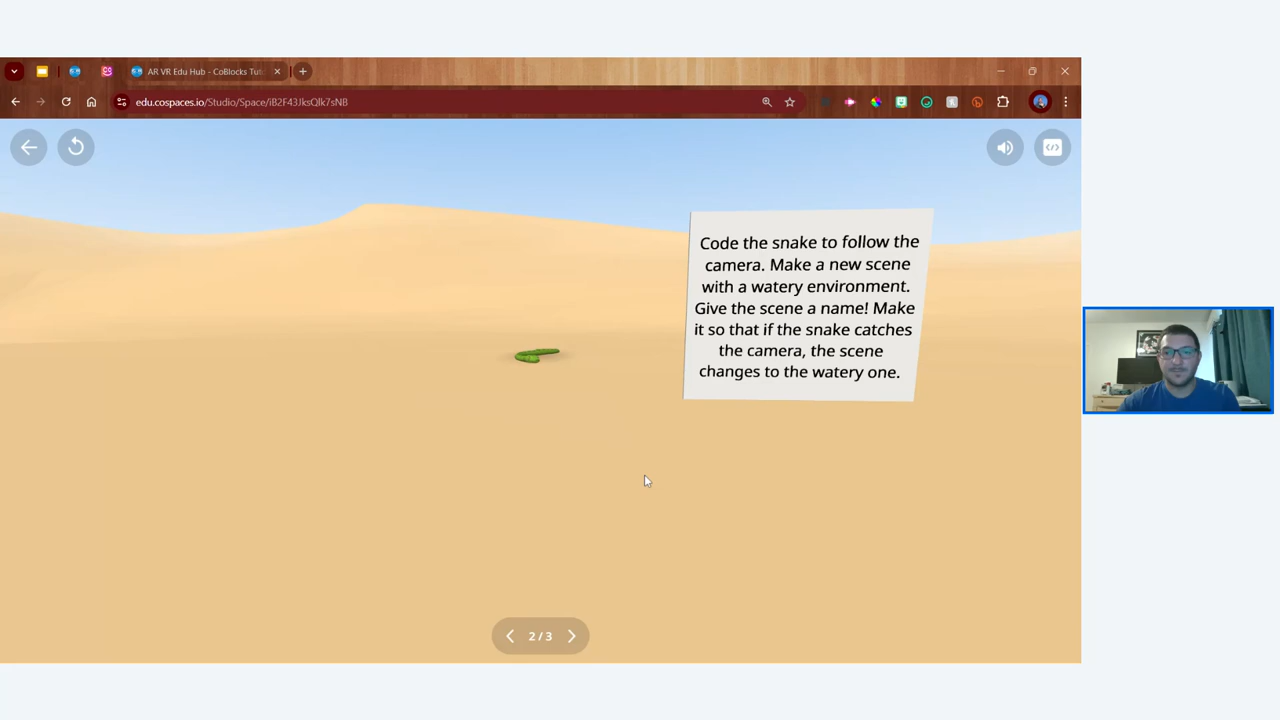 AR VR Edu Hub - CoBlocks Tut
edu.cospaces.io/Studio/Space/iB2F43JksQlk7sNB
Code the snake to follow the
camera. Make a new scene
with a watery environment.
Give the scene a name! Make
it so that if the snake catches
the camera, the scene
changes to the watery one.
2 / 3